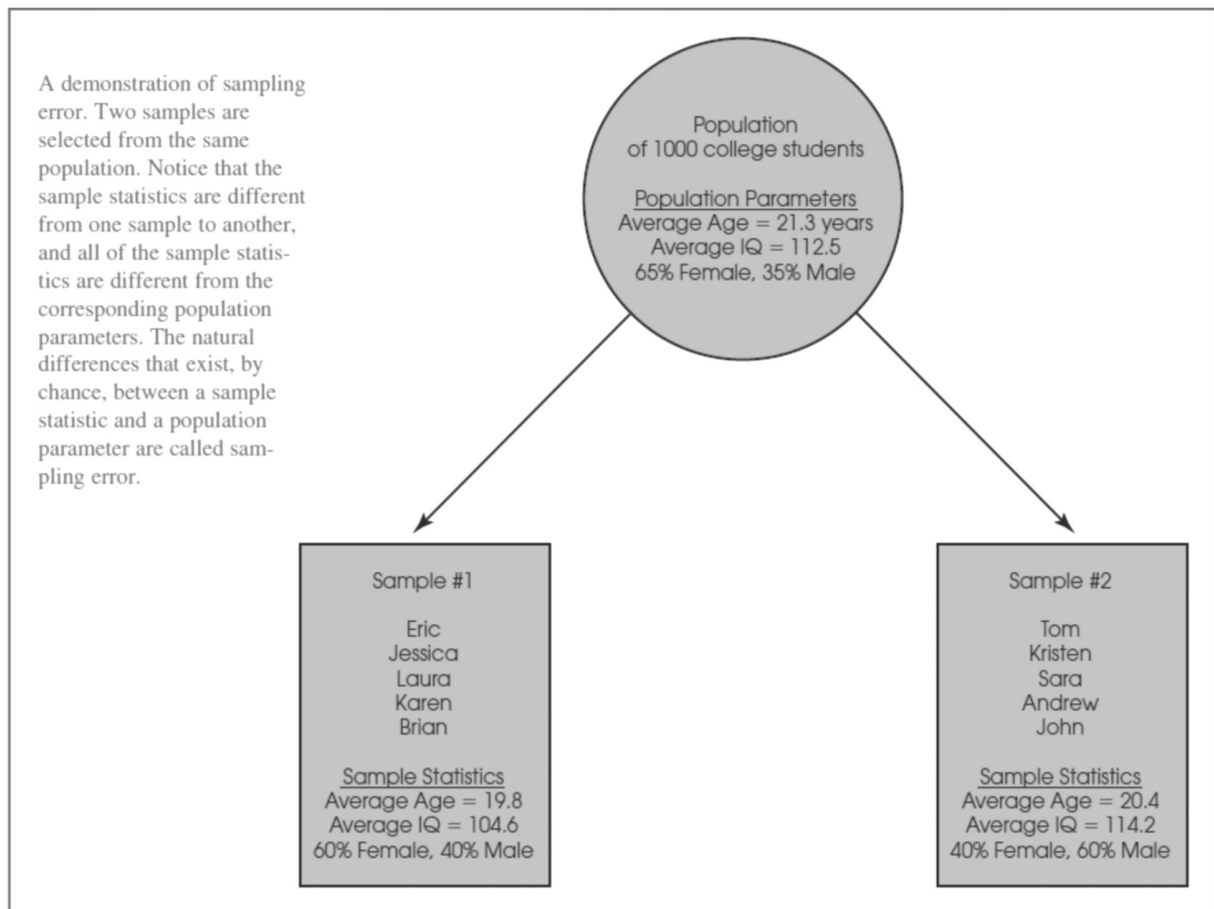 A demonstration of sampling
error. Two samples are
selected from the same
population. Notice that the
sample statistics are different
from one sample to another,
and all of the sample statis-
tics are different from the
corresponding population
parameters. The natural
differences that exist, by
chance, between a sample
statistic and a population
parameter are called sam-
pling error.
Population
of 1000 college students
Population Parameters
Average Age = 21.3 years
Average IQ = 112.5
65% Female, 35% Male
Sample #1
Eric
Jessica
Laura
Karen
Brian
Sample Statistics
Average Age = 19.8
Average IQ = 104.6
60% Female, 40% Male
Sample #2
Tom
Kristen
Sara
Andrew
John
Sample Statistics
Average Age = 20.4
Average IQ = 114.2
40% Female, 60% Male